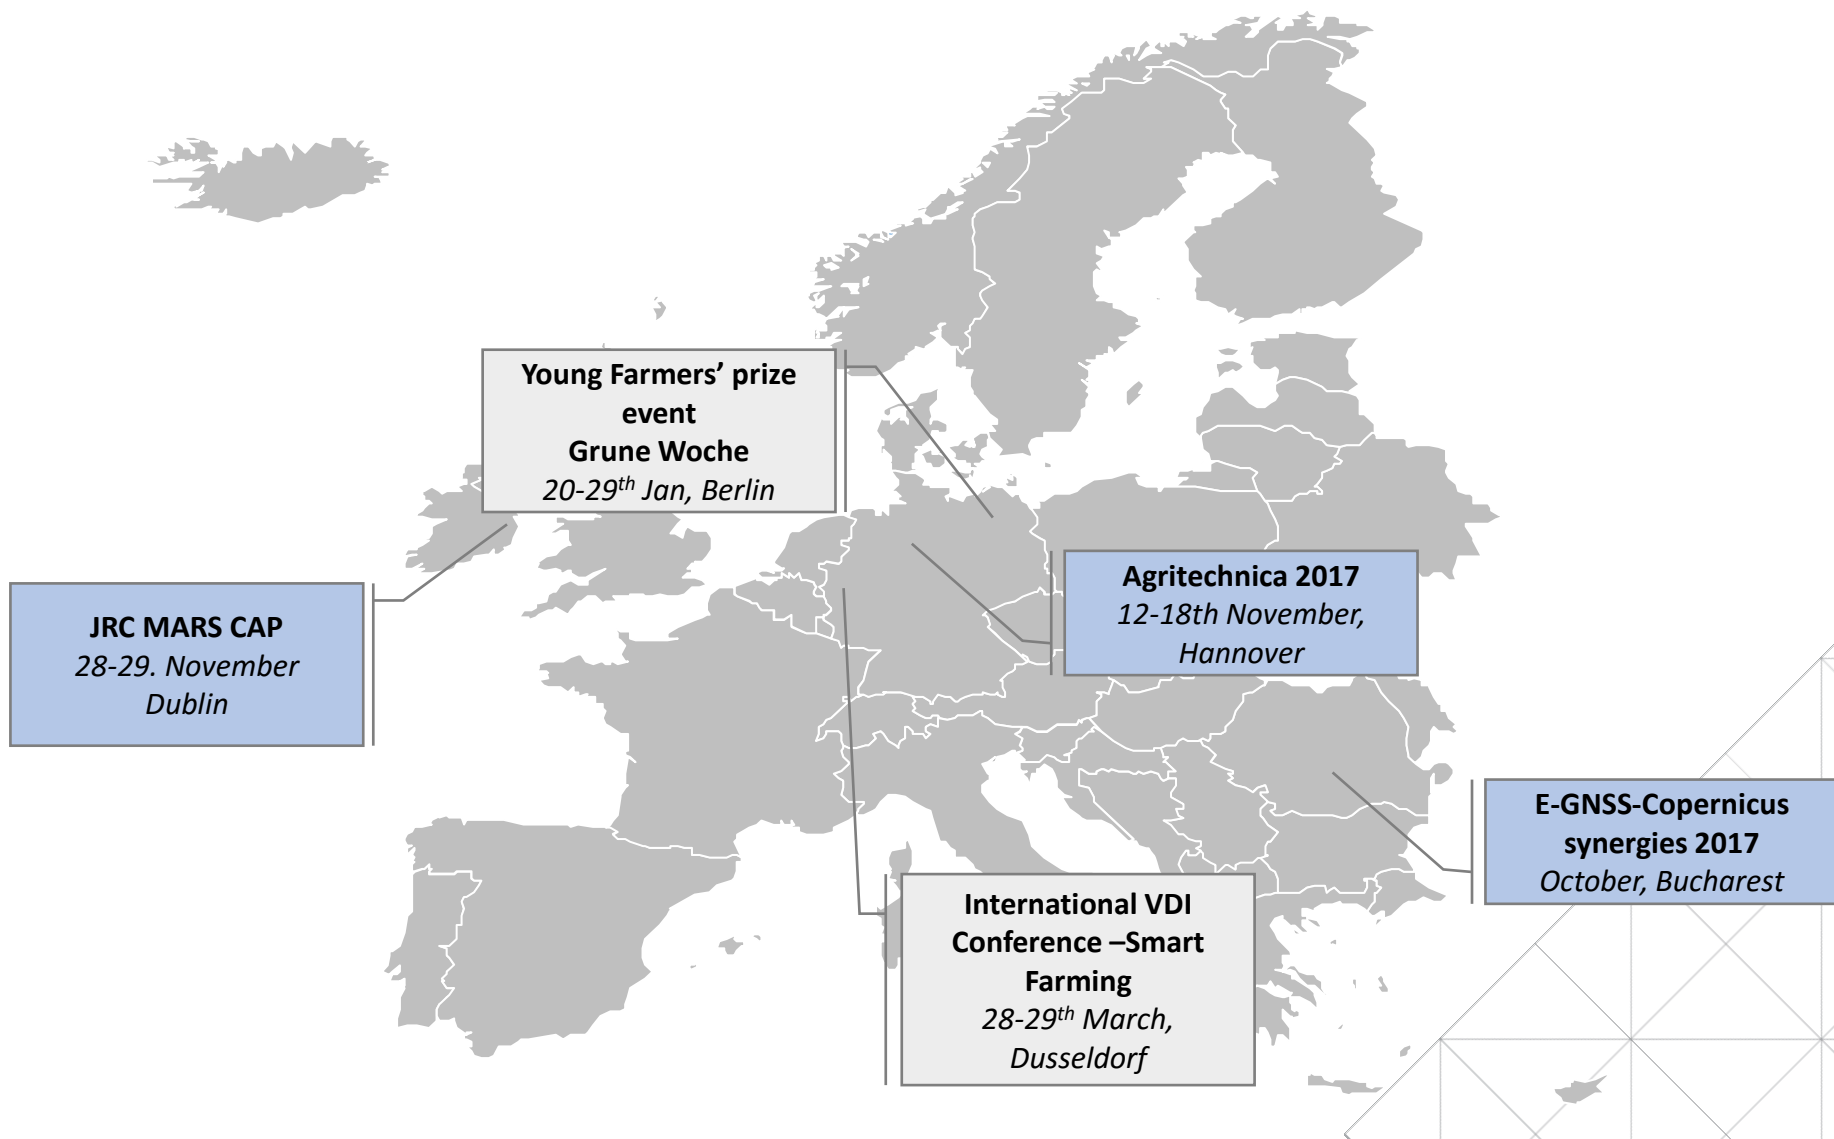 Young Farmers’ prize
event
Grune Woche
20-29th Jan, Berlin
Agritechnica 2017
12-18th November,
Hannover
JRC MARS CAP
28-29. November
Dublin
E-GNSS-Copernicus
synergies 2017
October, Bucharest
International VDI
Conference –Smart
Farming
28-29th March,
Dusseldorf